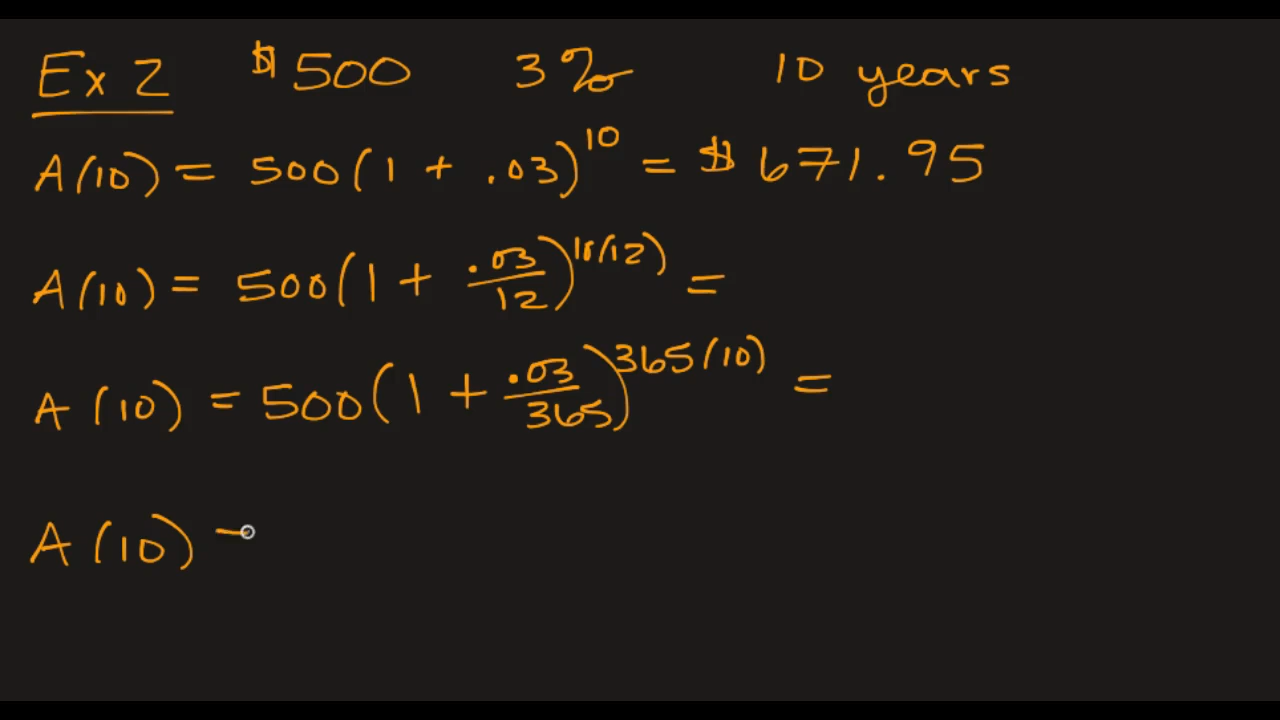 Ex 2 $500 3% 10 years
A(10) = 500(1 + .03)^10 = $671.95
A(10) = 500(1 + .03/12)^10(12) =
A(10) = 500(1 + .03/365)^365(10) =
A(10) -